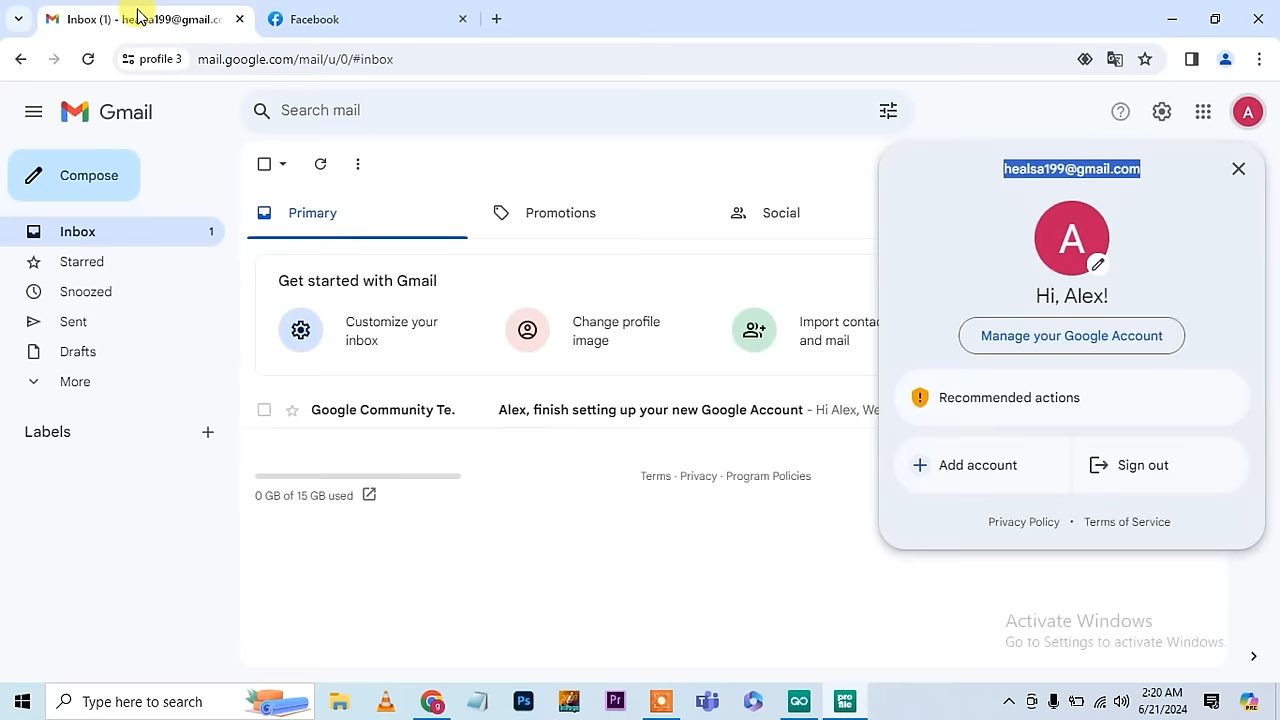 Inbox (1) - healsa199@gmail.co
Facebook
profile 3
mail.google.com/mail/u/0/#inbox
Gmail
Search mail
A
Compose
Inbox 1
Starred
Snoozed
Sent
Drafts
More
Labels
Primary
Promotions
Social
Get started with Gmail
Customize your
inbox
Change profile
image
Import conta
and mail
Google Community Te. Alex, finish setting up your new Google Account - Hi Alex, We
0 GB of 15 GB used
Terms · Privacy · Program Policies
healsa199@gmail.com
A
Hi, Alex!
Manage your Google Account
Recommended actions
Add account
Sign out
Privacy Policy • Terms of Service
Activate Windows
Go to Settings to activate Windows.
Type here to search
Ps
Pr
pro
file
2:20 AM
6/21/2024